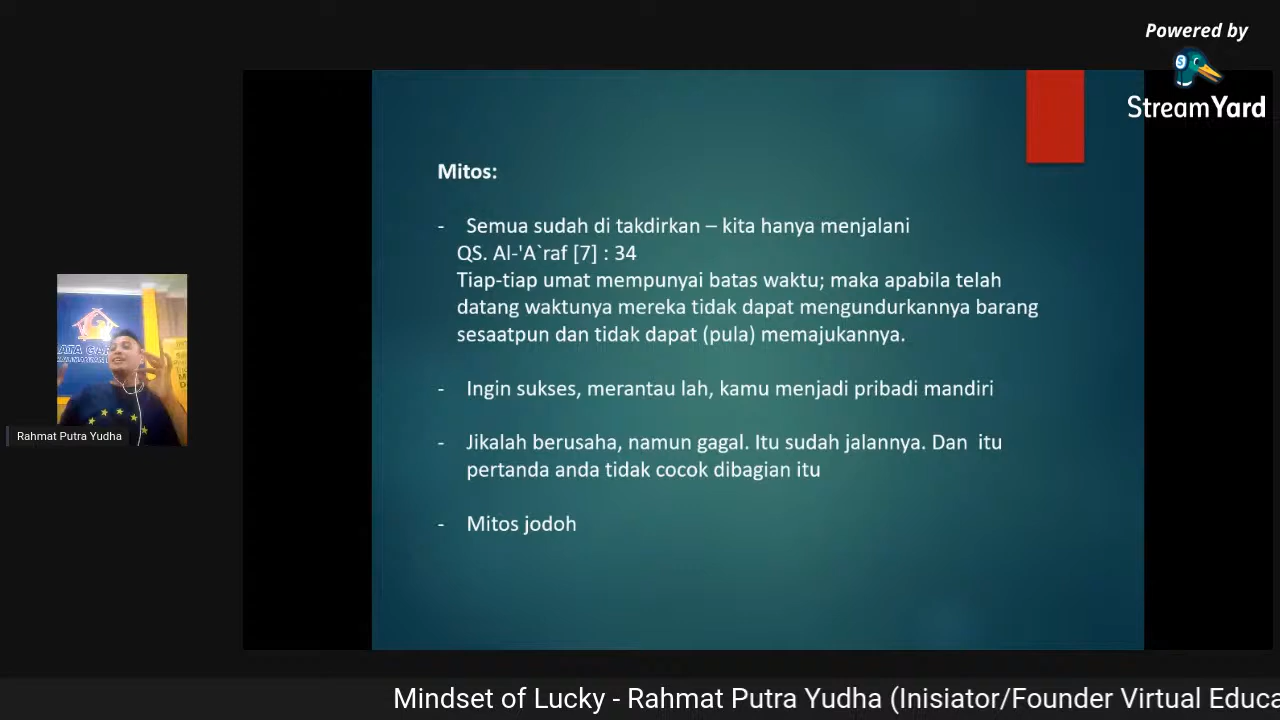 Powered by
StreamYard
Mitos:
- Semua sudah di takdirkan – kita hanya menjalani
QS. Al-'A`raf [7] : 34
Tiap-tiap umat mempunyai batas waktu; maka apabila telah
datang waktunya mereka tidak dapat mengundurkannya barang
sesaatpun dan tidak dapat (pula) memajukannya.
- Ingin sukses, merantau lah, kamu menjadi pribadi mandiri
- Jikalah berusaha, namun gagal. Itu sudah jalannya. Dan itu
pertanda anda tidak cocok dibagian itu
- Mitos jodoh
Rahmat Putra Yudha
Mindset of Lucky - Rahmat Putra Yudha (Inisiator/Founder Virtual Educa